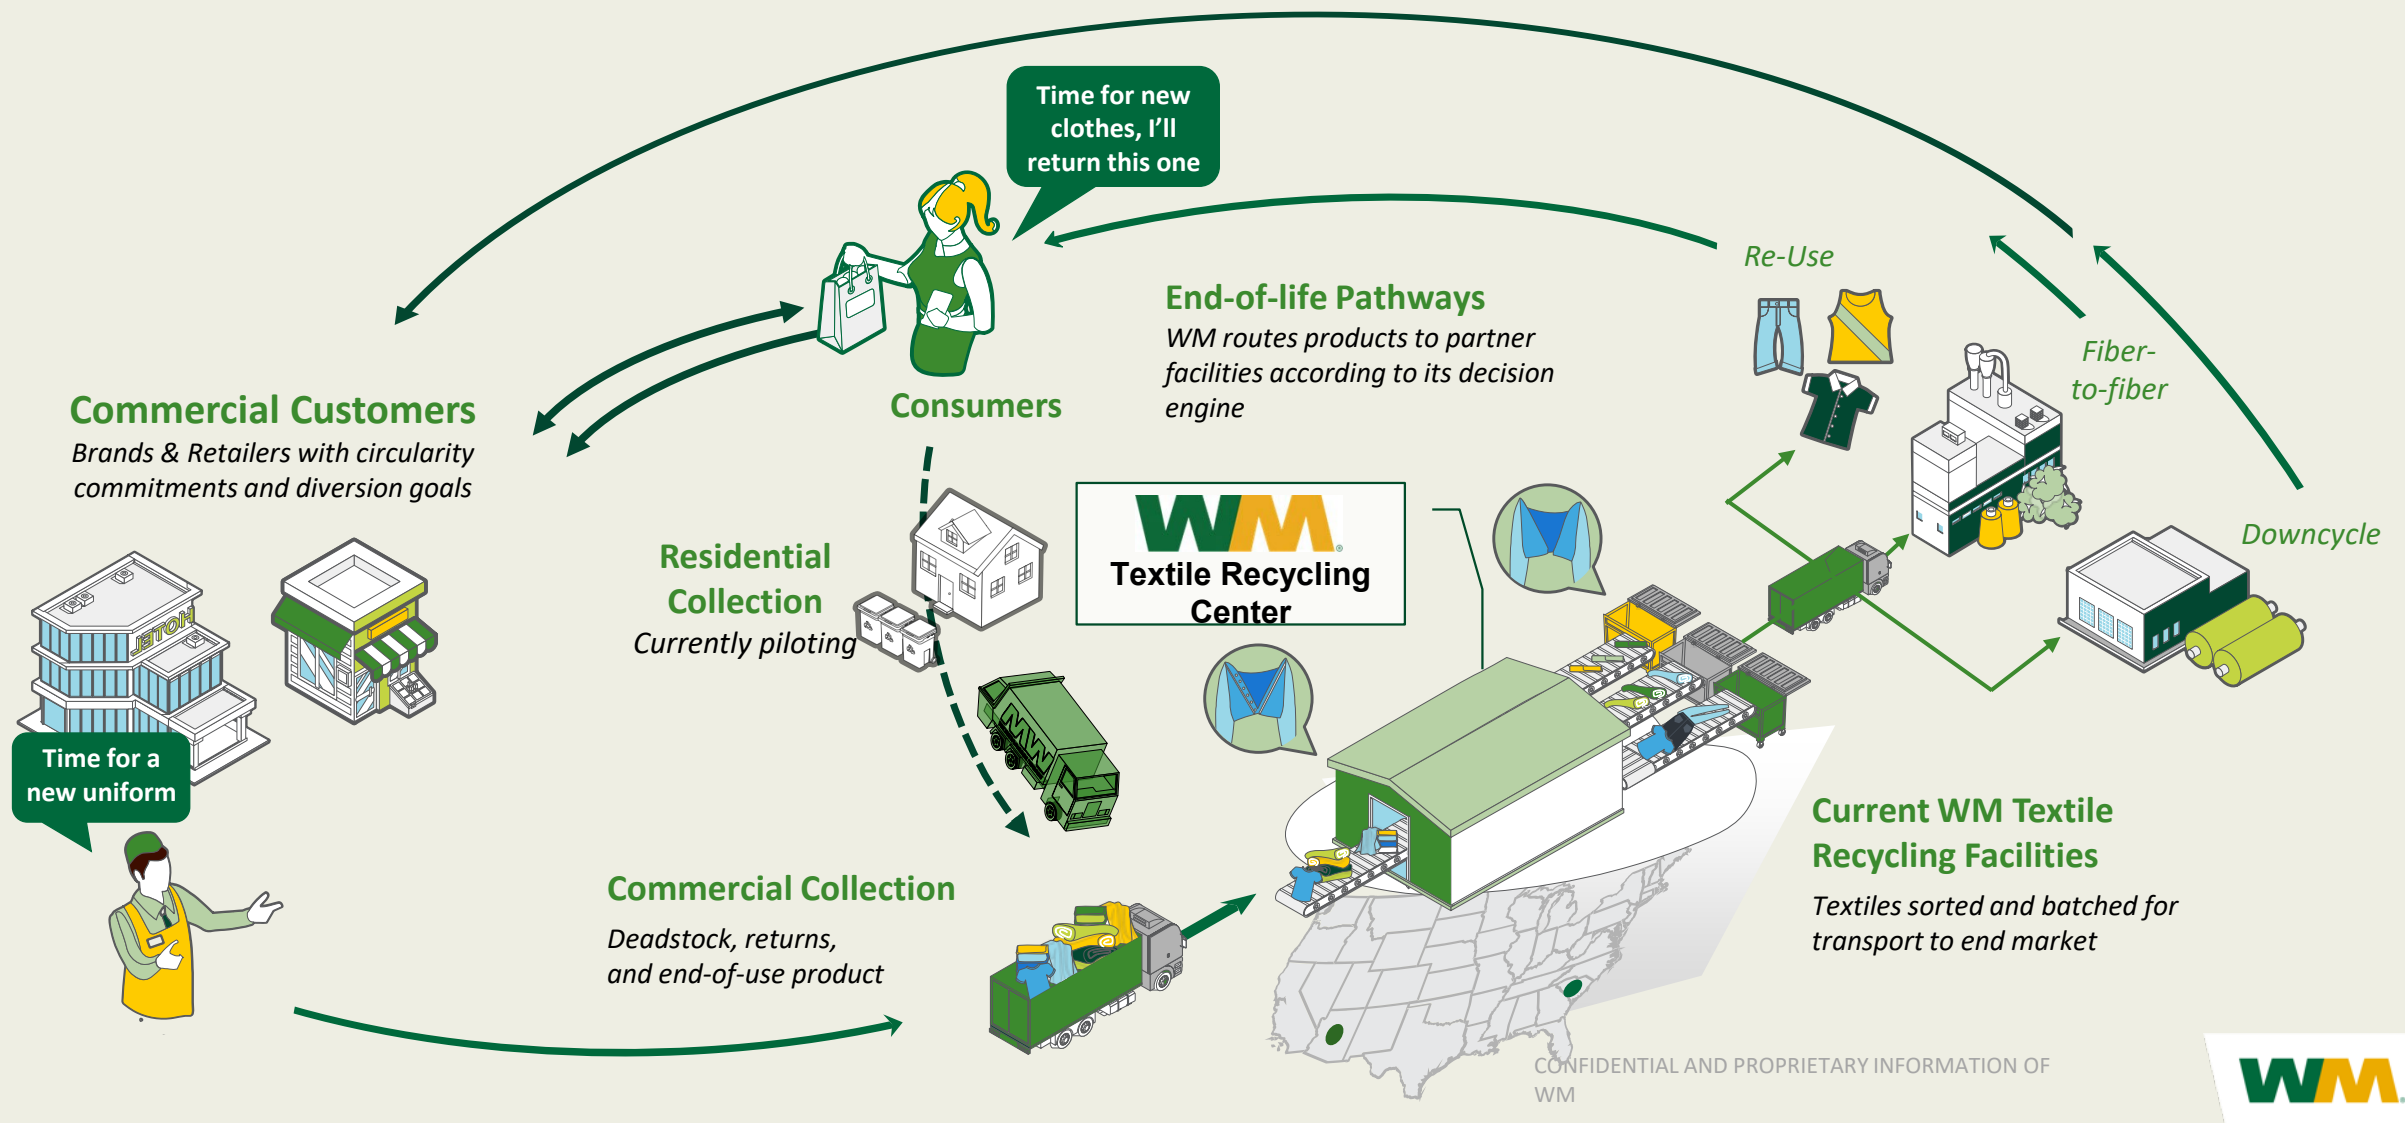 Time for new
clothes, I'll
return this one
Re-Use
End-of-life Pathways
WM routes products to partner
facilities according to its decision
engine
Fiber-
to-fiber
Commercial Customers
Brands & Retailers with circularity
commitments and diversion goals
Consumers
Downcycle
WM
Textile Recycling
Center
Residential
Collection
Currently piloting
HOTEL
WM
Time for a
new uniform
Current WM Textile
Recycling Facilities
Textiles sorted and batched for
transport to end market
Commercial Collection
Deadstock, returns,
and end-of-use product
CONFIDENTIAL AND PROPRIETARY INFORMATION OF
WM
WM